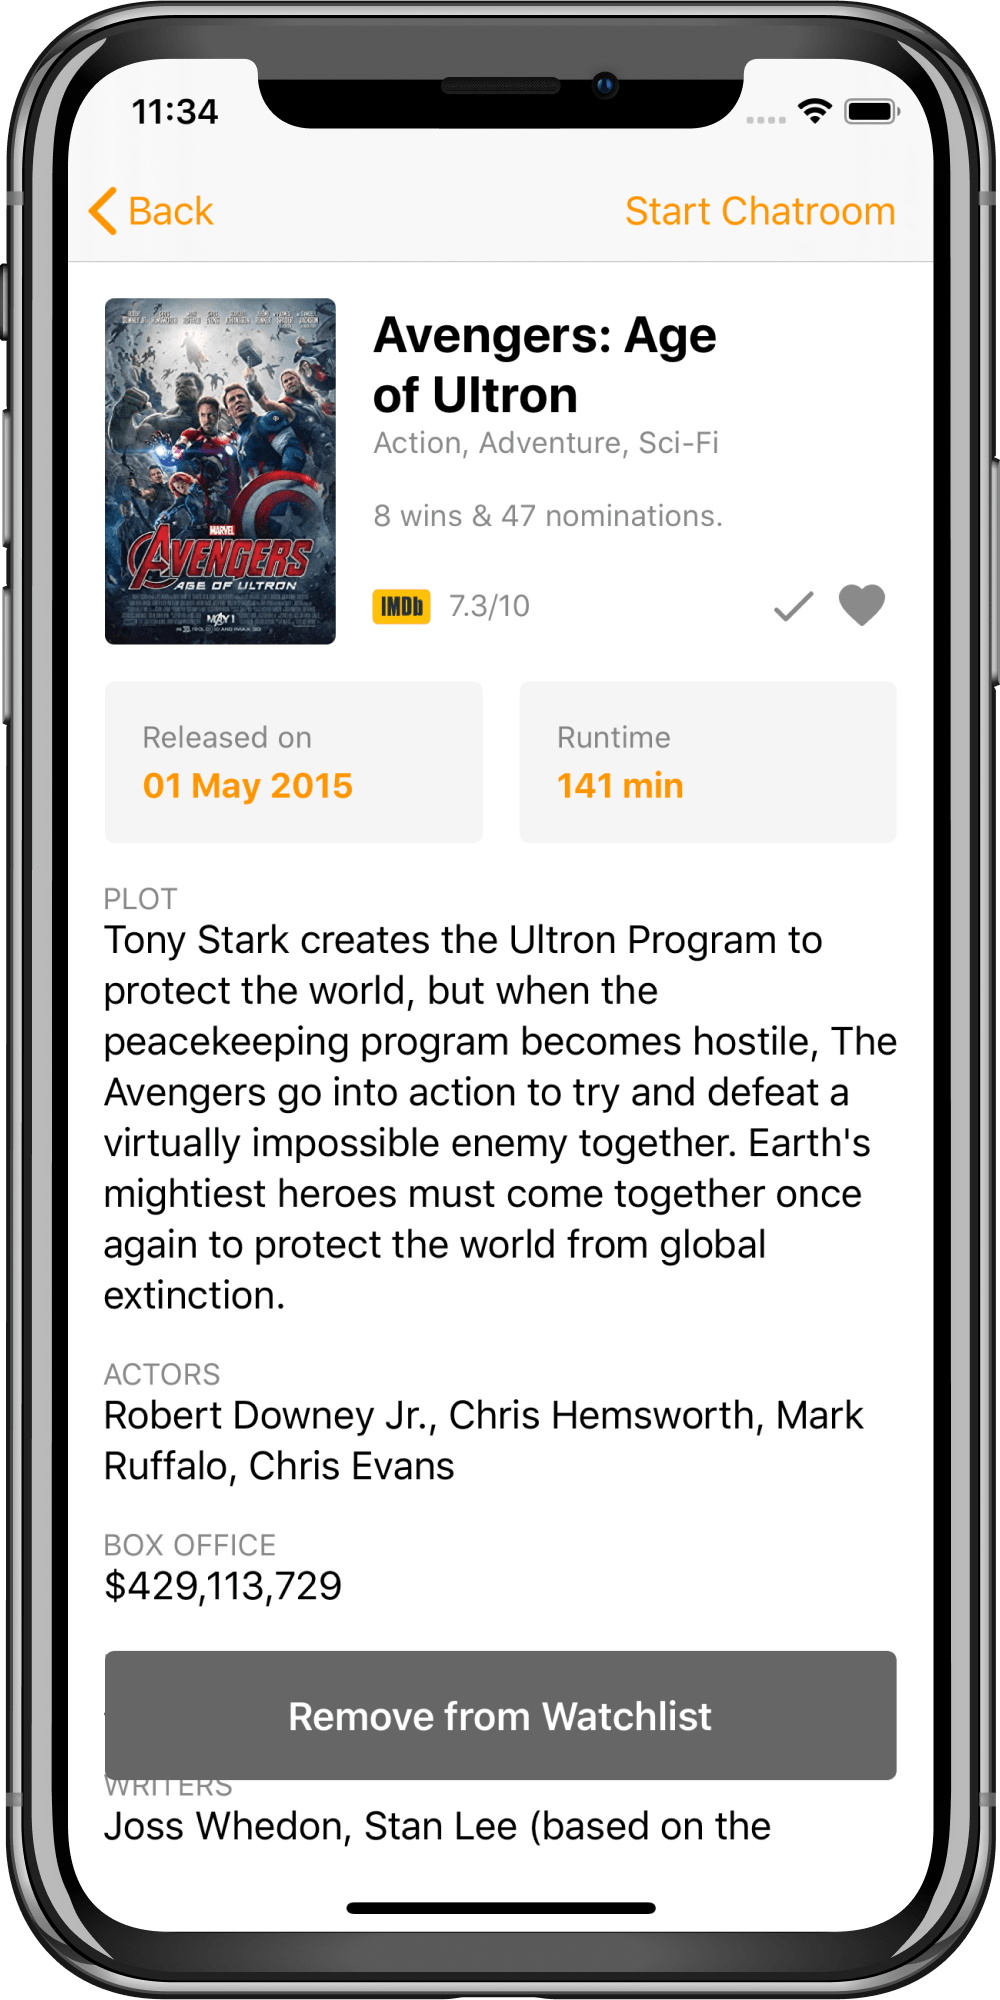 11:34
Back
Start Chatroom
MARVEL
AVENGERS
AGE OF ULTRON
MAY 1
Avengers: Age
of Ultron
Action, Adventure, Sci-Fi
8 wins & 47 nominations.
IMDb 7.3/10
Released on
01 May 2015
Runtime
141 min
PLOT
Tony Stark creates the Ultron Program to
protect the world, but when the
peacekeeping program becomes hostile, The
Avengers go into action to try and defeat a
virtually impossible enemy together. Earth's
mightiest heroes must come together once
again to protect the world from global
extinction.
ACTORS
Robert Downey Jr., Chris Hemsworth, Mark
Ruffalo, Chris Evans
BOX OFFICE
$429,113,729
Remove from Watchlist
WRITERS
Joss Whedon, Stan Lee (based on the